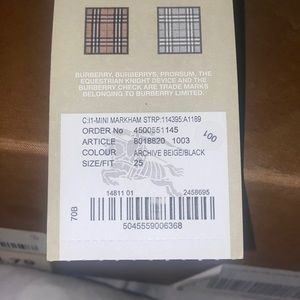 BURBERRY, BURBERRYS, PRORSUM, THE
EQUESTRIAN KNIGHT DEVICE AND
THE BURBERRY CHECK ARE TRADE MARKS
BELONGING TO BURBERRY LIMITED.
C:I1-MINI MARKHAM STRP:114395:A1189
ORDER No 4500551145
ARTICLE 8018820 1003
COLOUR ARCHIVE BEIGE/BLACK
SIZE/FIT 25
001
14811 01 2458695
70B
5045559006368